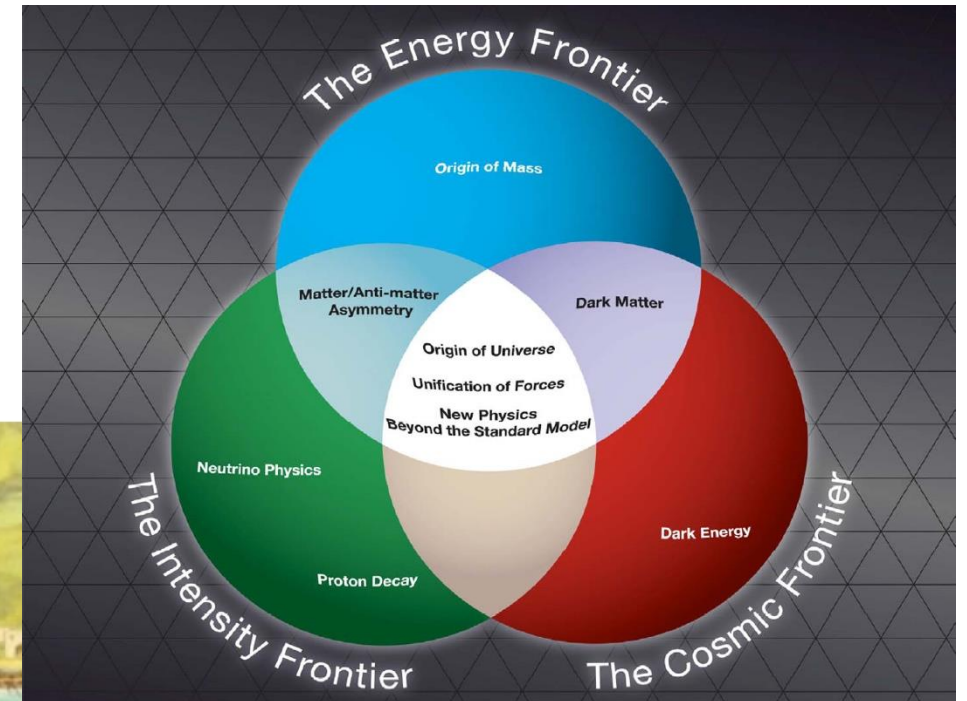 The Energy Frontier
Origin of Mass
Matter/Anti-matter
Asymmetry
Dark Matter
Origin of Universe
Unification of Forces
New Physics
Beyond the Standard Model
Neutrino Physics
Dark Energy
Proton Decay
The Intensity Frontier
The Cosmic Frontier